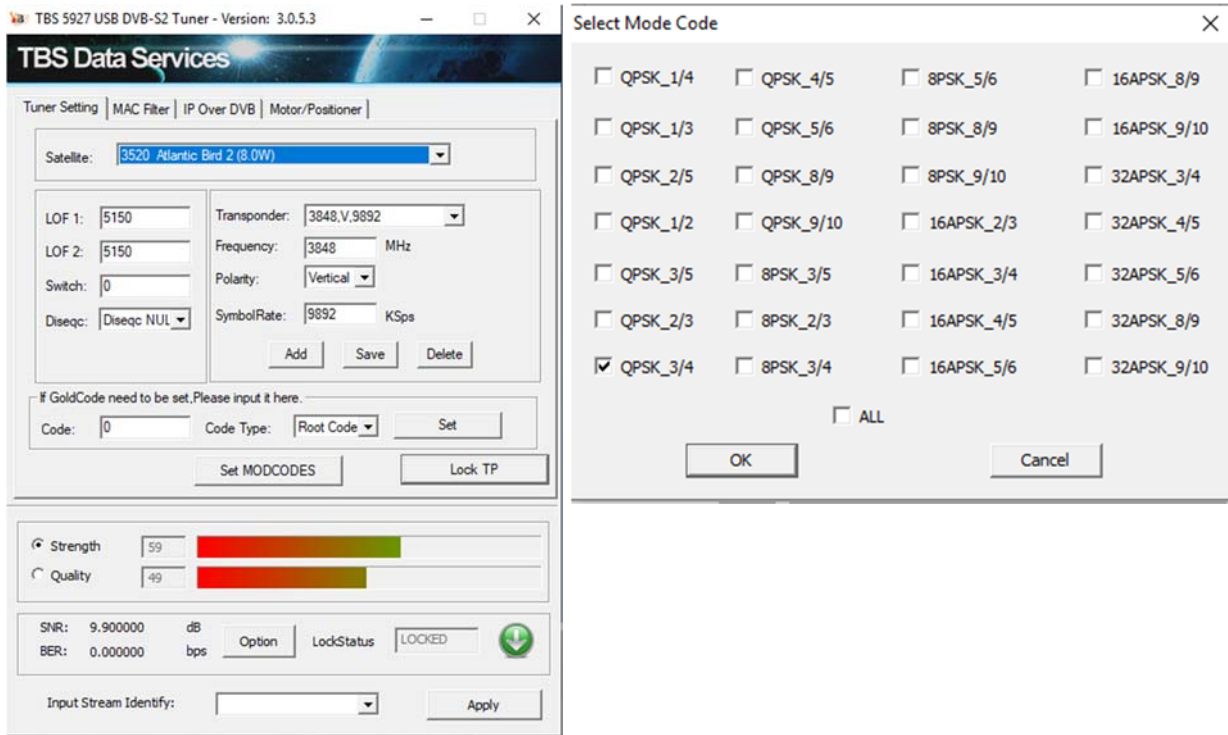 TBS 5927 USB DVB-S2 Tuner - Version: 3.0.5.3
TBS Data Services
Tuner Setting MAC Filter IP Over DVB Motor/Positioner
Satellite: 3520 Atlantic Bird 2 (8.0W)
LOF 1: 5150
LOF 2: 5150
Switch: 0
Diseqc: Diseqc NUL
Transponder: 3848,V,9892
Frequency: 3848 MHz
Polarity: Vertical
SymbolRate: 9892 KSps
Add Save Delete
If GoldCode need to be set,Please input it here.
Code: 0 Code Type: Root Code Set
Set MODCODES Lock TP
Strength 59
Quality 49
SNR: 9.900000 dB
BER: 0.000000 bps
Option LockStatus LOCKED
Input Stream Identify: Apply
Select Mode Code
QPSK_1/4 QPSK_4/5 8PSK_5/6 16APSK_8/9
QPSK_1/3 QPSK_5/6 8PSK_8/9 16APSK_9/10
QPSK_2/5 QPSK_8/9 8PSK_9/10 32APSK_3/4
QPSK_1/2 QPSK_9/10 16APSK_2/3 32APSK_4/5
QPSK_3/5 8PSK_3/5 16APSK_3/4 32APSK_5/6
QPSK_2/3 8PSK_2/3 16APSK_4/5 32APSK_8/9
QPSK_3/4 8PSK_3/4 16APSK_5/6 32APSK_9/10
ALL
OK Cancel